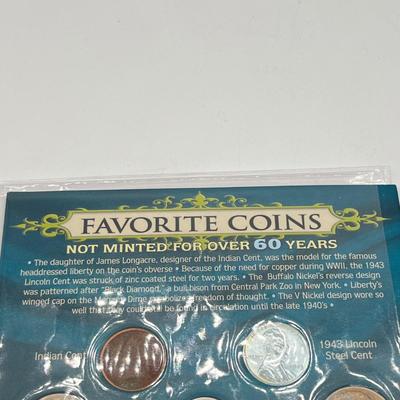 FAVORITE COINS
NOT MINTED FOR OVER 60 YEARS
• The daughter of James Longacre, designer of the Indian Cent, was the model for the famous
headdressed liberty on the coin's obverse • Because of the need for copper during WWII, the 1943
Lincoln Cent was struck of zinc coated steel for two years. • The Buffalo Nickel's reverse design
was patterned after "Black Diamond," a bull bison from Central Park Zoo in New York. • Liberty's
winged cap on the Mercury Dime symbolizes freedom of thought. • The V Nickel design wore so
well that they could still be found in circulation until the late 1940's •
Indian Cent
1943 Lincoln
Steel Cent